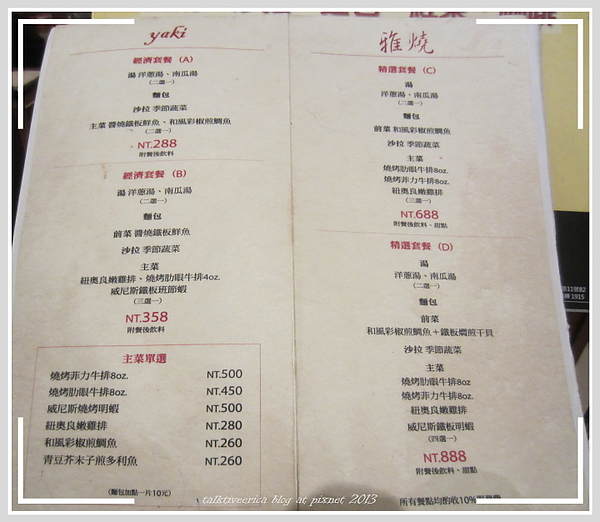 yaki
經濟套餐 (A)
湯 洋蔥湯、南瓜湯
(二選一)
麵包
沙拉 季節蔬菜
主菜 醬燒鐵板鮮魚、和風彩椒煎鯛魚
(二選一)
NT.288
附餐後飲料
經濟套餐 (B)
湯 洋蔥湯、南瓜湯
(二選一)
麵包
前菜 醬燒鐵板鮮魚
沙拉 季節蔬菜
主菜
紐奧良嫩雞排、燒烤肋眼牛排4oz.
威尼斯鐵板班節蝦
(三選一)
NT.358
附餐後飲料
主菜單選
燒烤菲力牛排8oz. NT.500
燒烤肋眼牛排8oz. NT.450
威尼斯燒烤明蝦 NT.500
紐奧良嫩雞排 NT.280
和風彩椒煎鯛魚 NT.260
青豆芥末子煎多利魚 NT.260
(麵包加點一片10元)
雅燒
精選套餐 (C)
湯
洋蔥湯、南瓜湯
(二選一)
麵包
前菜 和風彩椒煎鯛魚
沙拉 季節蔬菜
主菜
燒烤肋眼牛排8oz.
燒烤菲力牛排8oz.
紐奧良嫩雞排
(三選一)
NT.688
附餐後飲料、甜點
精選套餐 (D)
湯
洋蔥湯、南瓜湯
(二選一)
麵包
前菜
和風彩椒煎鯛魚+鐵板燜煎干貝
沙拉 季節蔬菜
主菜
燒烤肋眼牛排8oz
燒烤菲力牛排8oz.
紐奧良嫩雞排
威尼斯鐵板明蝦
(四選一)
NT.888
附餐後飲料、甜點
所有餐點均酌收10%
talktiveerica blog at pixnet 2013